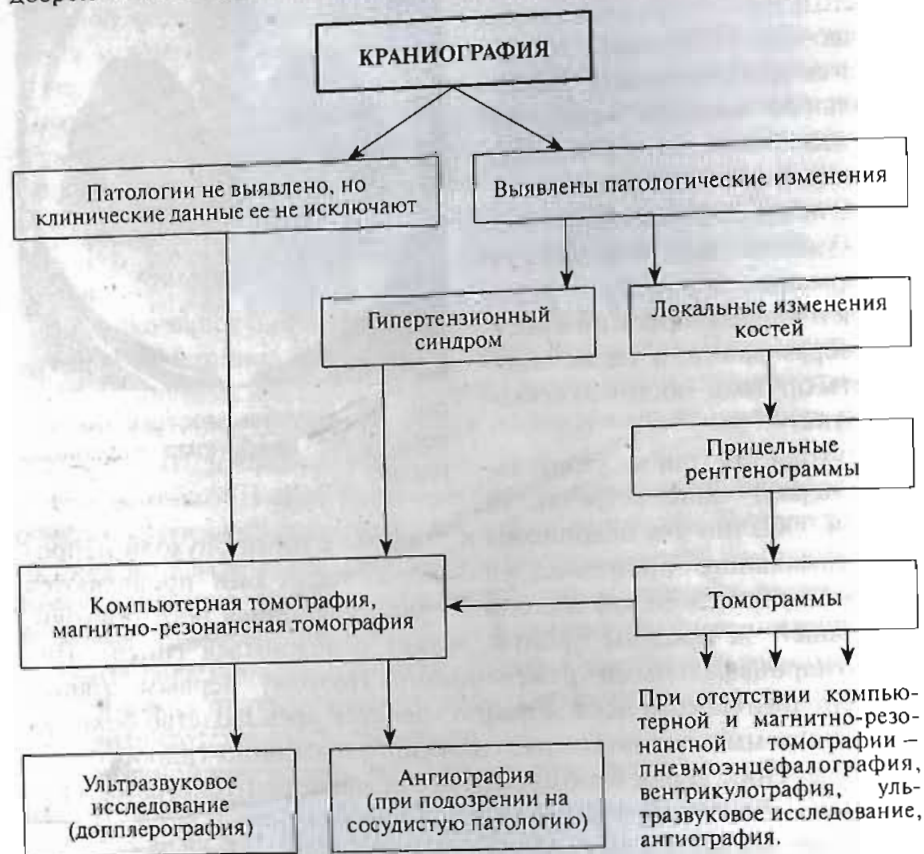 КРАНИОГРАФИЯ
Патологии не выявлено, но
клинические данные ее не исключают
Выявлены патологические изменения
Гипертензионный
синдром
Локальные изменения
костей
Прицельные
рентгенограммы
Компьютерная томография,
магнитно-резонансная томография
Томограммы
Ультразвуковое
исследование
(допплерография)
Ангиография
(при подозрении на
сосудистую патологию)
При отсутствии компью-
терной и магнитно-резо-
нансной томографии –
пневмоэнцефалография,
вентрикулография, уль-
тразвуковое исследование,
ангиография.